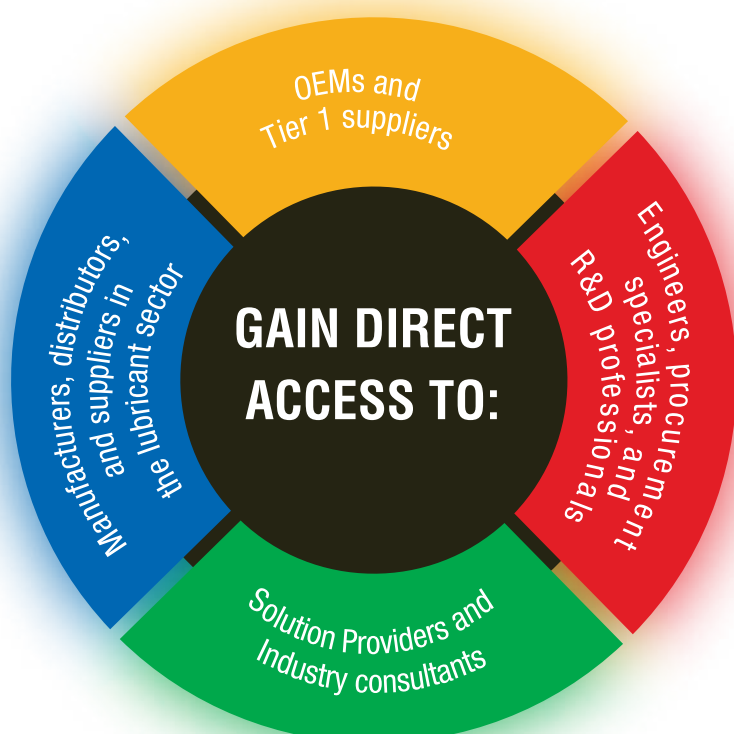 GAIN DIRECT
ACCESS TO:
OEMs and
Tier 1 suppliers
Engineers, procurement
specialists, and
R&D professionals
Solution Providers and
Industry consultants
Manufacturers, distributors,
and suppliers in
the lubricant sector